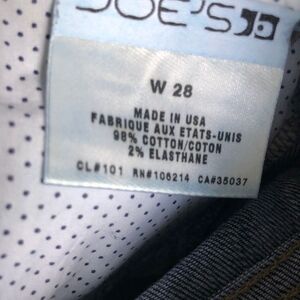 JOE'S
W 28
MADE IN USA
FABRIQUE AUX ETATS-UNIS
98% COTTON/COTON
2% ELASTHANE
CL#101 RN#106214 CA#35037